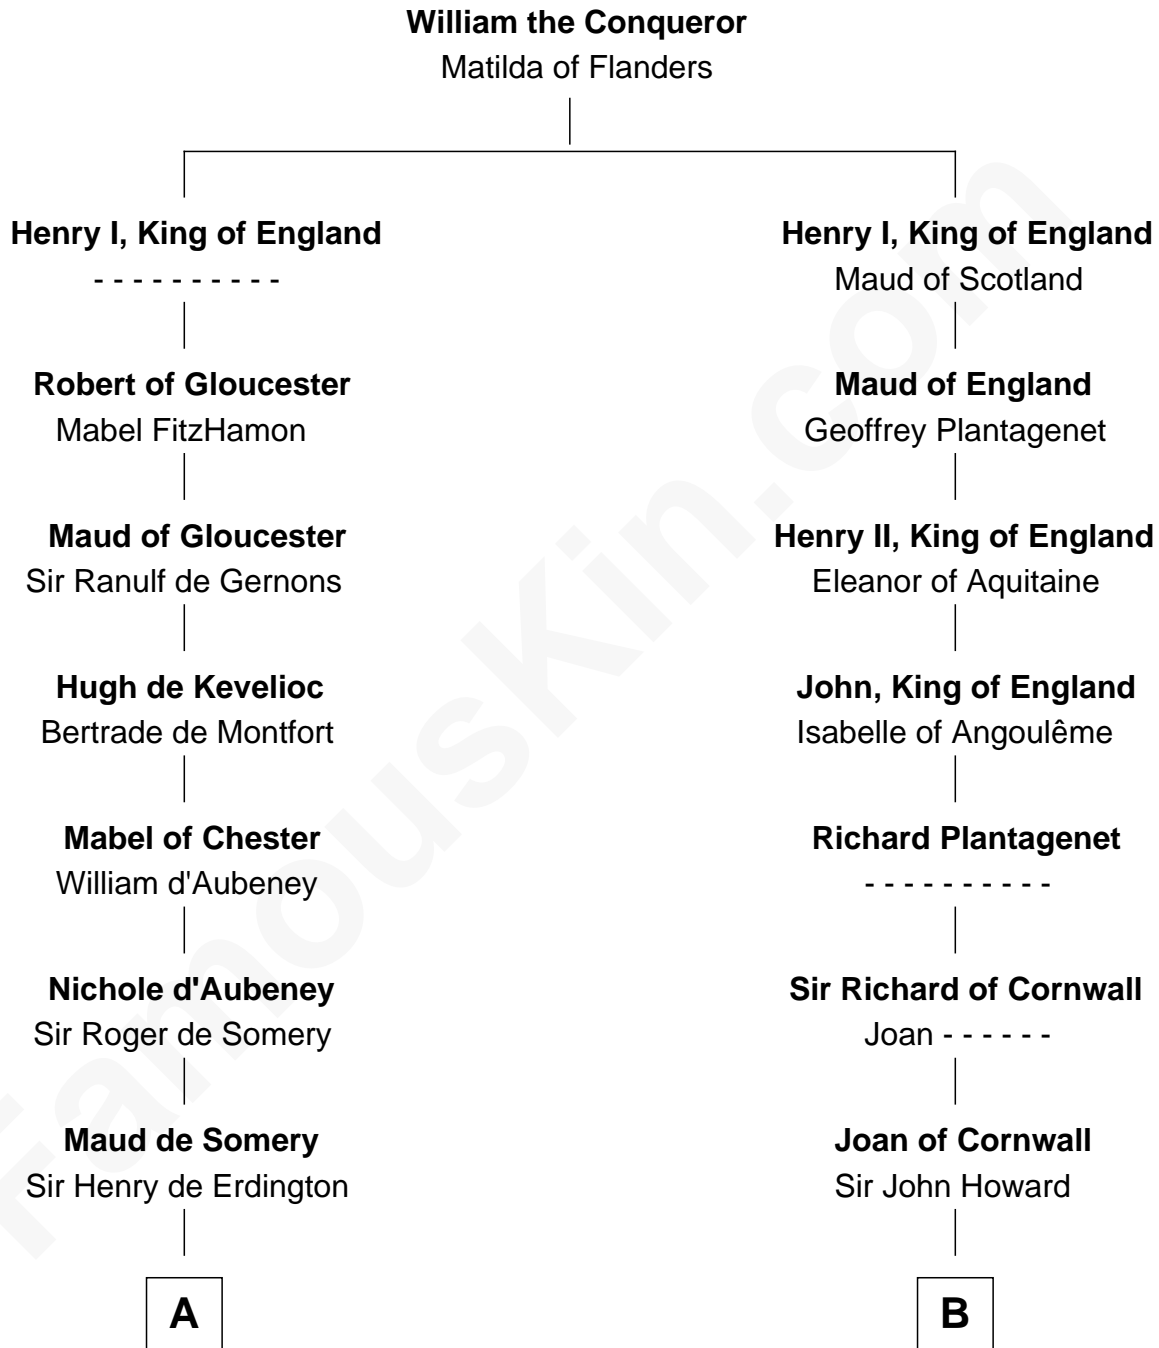 William the Conqueror
Matilda of Flanders
Henry I, King of England
- - - - - - - - - -
Robert of Gloucester
Mabel FitzHamon
Maud of Gloucester
Sir Ranulf de Gernons
Hugh de Kevelioc
Bertrade de Montfort
Mabel of Chester
William d'Aubeney
Nichole d'Aubeney
Sir Roger de Somery
Maud de Somery
Sir Henry de Erdington
A
Henry I, King of England
Maud of Scotland
Maud of England
Geoffrey Plantagenet
Henry II, King of England
Eleanor of Aquitaine
John, King of England
Isabelle of Angoulême
Richard Plantagenet
- - - - - - - - - -
Sir Richard of Cornwall
Joan - - - - - -
Joan of Cornwall
Sir John Howard
B
FamousKin.com